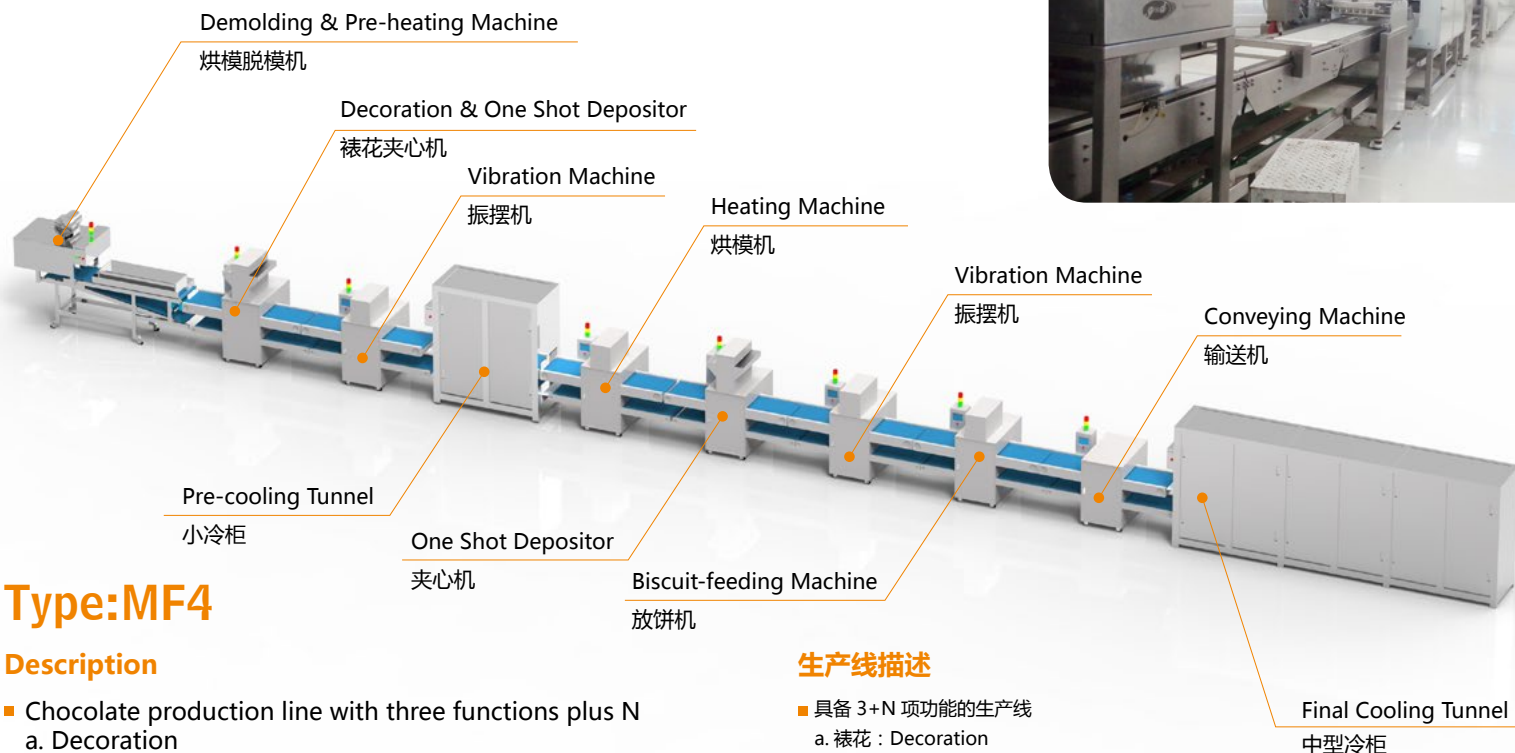 Demolding & Pre-heating Machine
烘模脱模机
Decoration & One Shot Depositor
裱花夹心机
Vibration Machine
振摆机
Heating Machine
烘模机
Vibration Machine
振摆机
Conveying Machine
输送机
Pre-cooling Tunnel
小冷柜
One Shot Depositor
夹心机
Biscuit-feeding Machine
放饼机
Final Cooling Tunnel
中型冷柜
Type:MF4
Description
Chocolate production line with three functions plus N
a. Decoration
生产线描述
具备 3+N 项功能的生产线
a. 裱花：Decoration